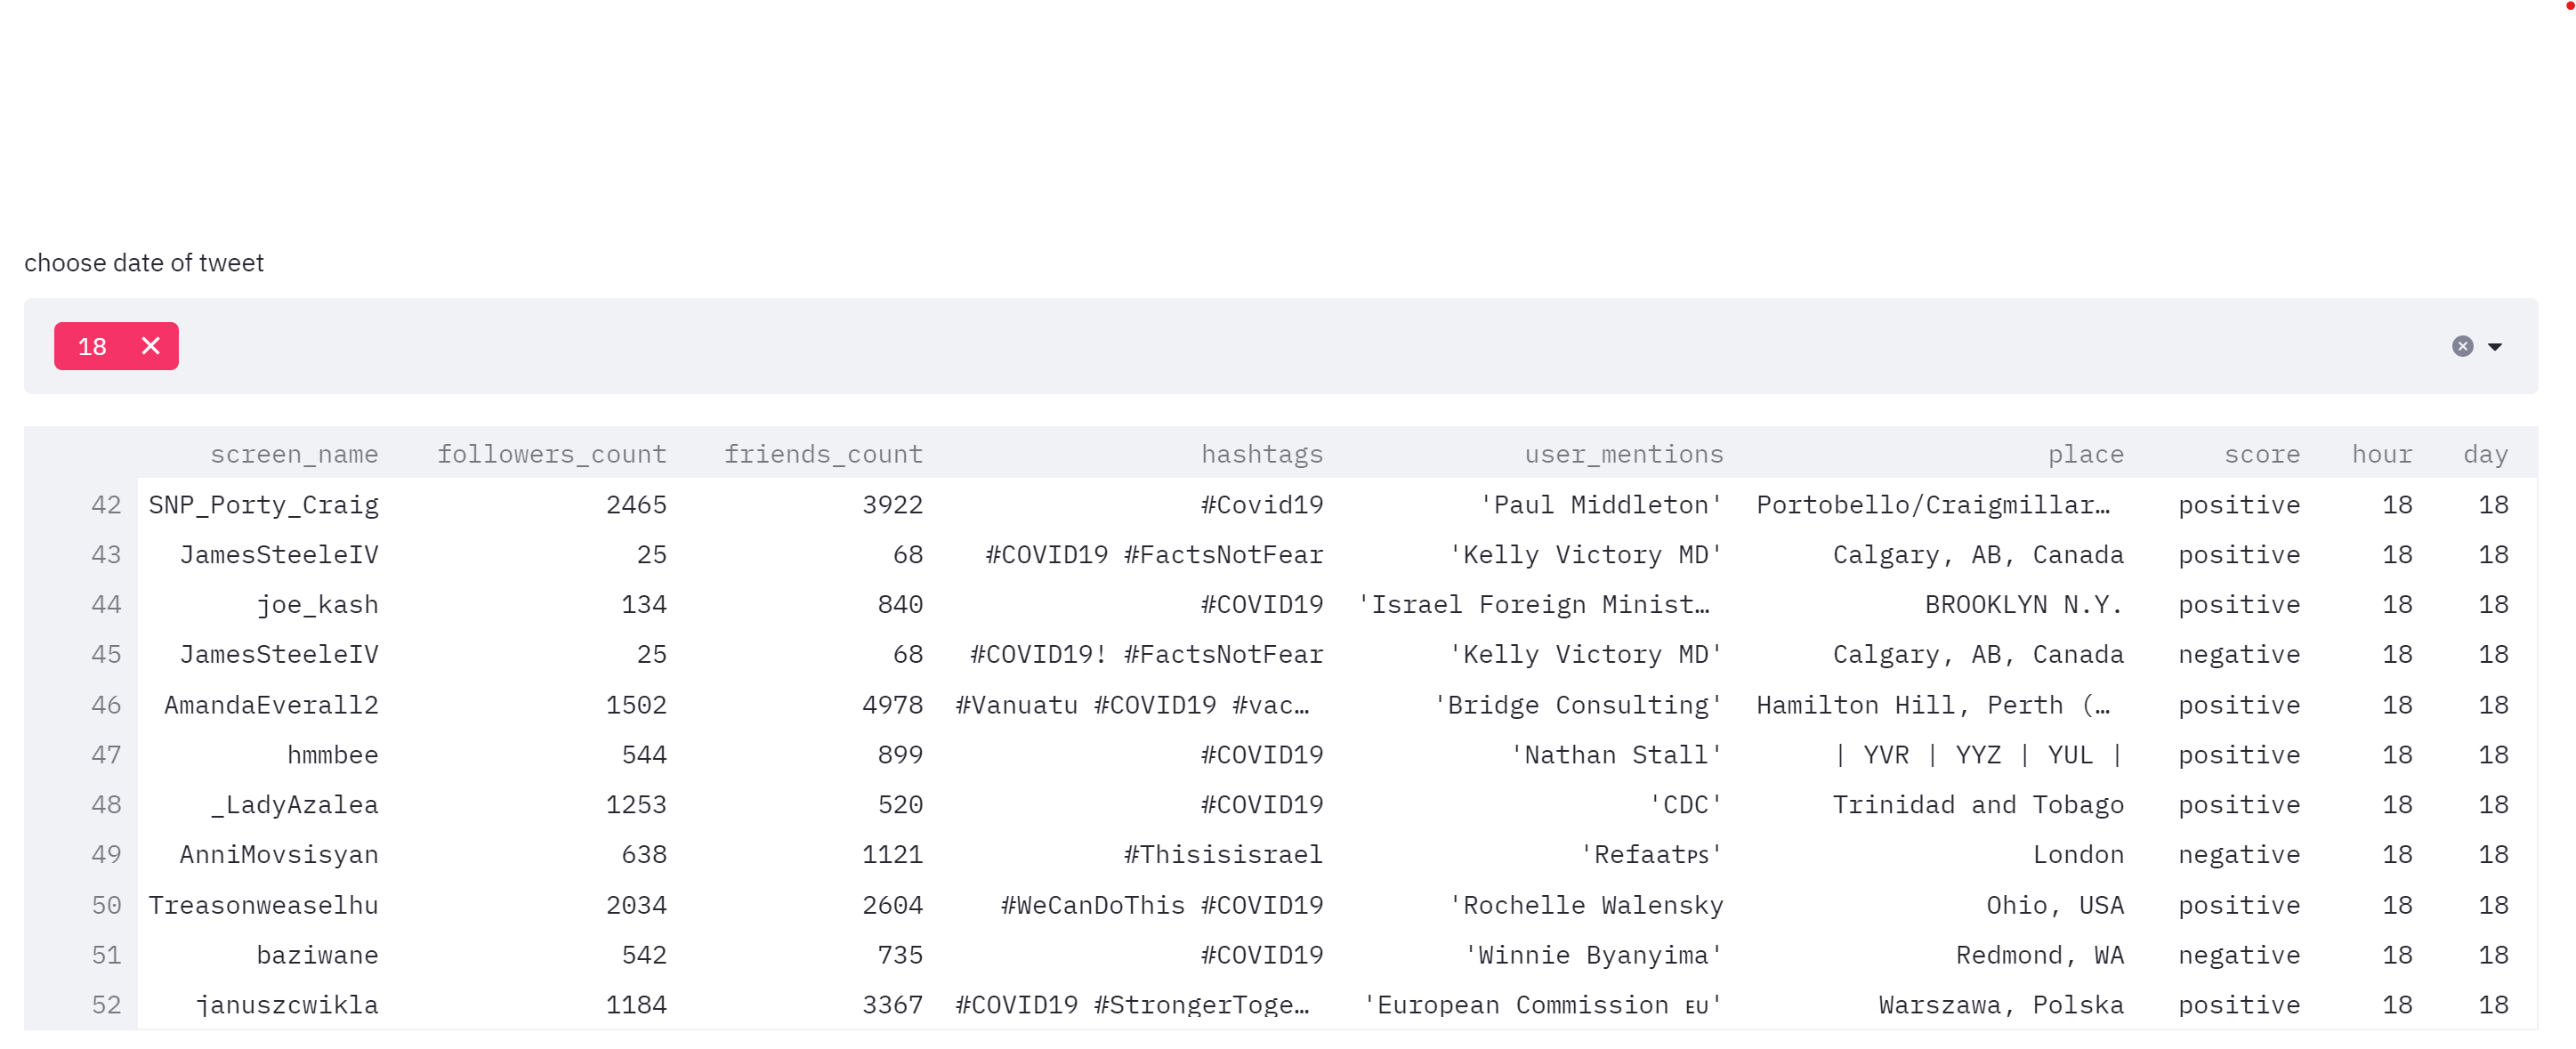 choose date of tweet
18
screen_name followers_count friends_count hashtags user_mentions place score hour day
42 SNP_Porty_Craig 2465 3922 #Covid19 'Paul Middleton' Portobello/Craigmillar… positive 18 18
43 JamesSteeleIV 25 68 #COVID19 #FactsNotFear 'Kelly Victory MD' Calgary, AB, Canada positive 18 18
44 joe_kash 134 840 #COVID19 'Israel Foreign Minist… BROOKLYN N.Y. positive 18 18
45 JamesSteeleIV 25 68 #COVID19! #FactsNotFear 'Kelly Victory MD' Calgary, AB, Canada negative 18 18
46 AmandaEverall2 1502 4978 #Vanuatu #COVID19 #vac… 'Bridge Consulting' Hamilton Hill, Perth (… positive 18 18
47 hmmbee 544 899 #COVID19 'Nathan Stall' | YVR | YYZ | YUL | positive 18 18
48 _LadyAzalea 1253 520 #COVID19 'CDC' Trinidad and Tobago positive 18 18
49 AnniMovsisyan 638 1121 #Thisisisrael 'Refaat🇵🇸' London negative 18 18
50 Treasonweaselhu 2034 2604 #WeCanDoThis #COVID19 'Rochelle Walensky Ohio, USA positive 18 18
51 baziwane 542 735 #COVID19 'Winnie Byanyima' Redmond, WA negative 18 18
52 januszcwikla 1184 3367 #COVID19 #StrongerToge… 'European Commission 🇪🇺' Warszawa, Polska positive 18 18